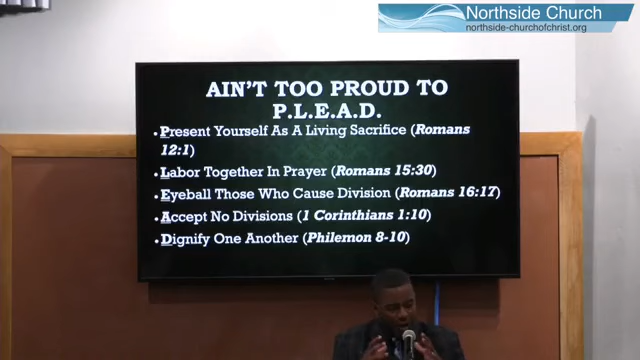 Northside Church
northside-churchofchrist.org
AIN'T TOO PROUD TO
P.L.E.A.D.
• Present Yourself As A Living Sacrifice (Romans
12:1)
• Labor Together In Prayer (Romans 15:30)
• Eyeball Those Who Cause Division (Romans 16:17)
• Accept No Divisions (1 Corinthians 1:10)
• Dignify One Another (Philemon 8-10)